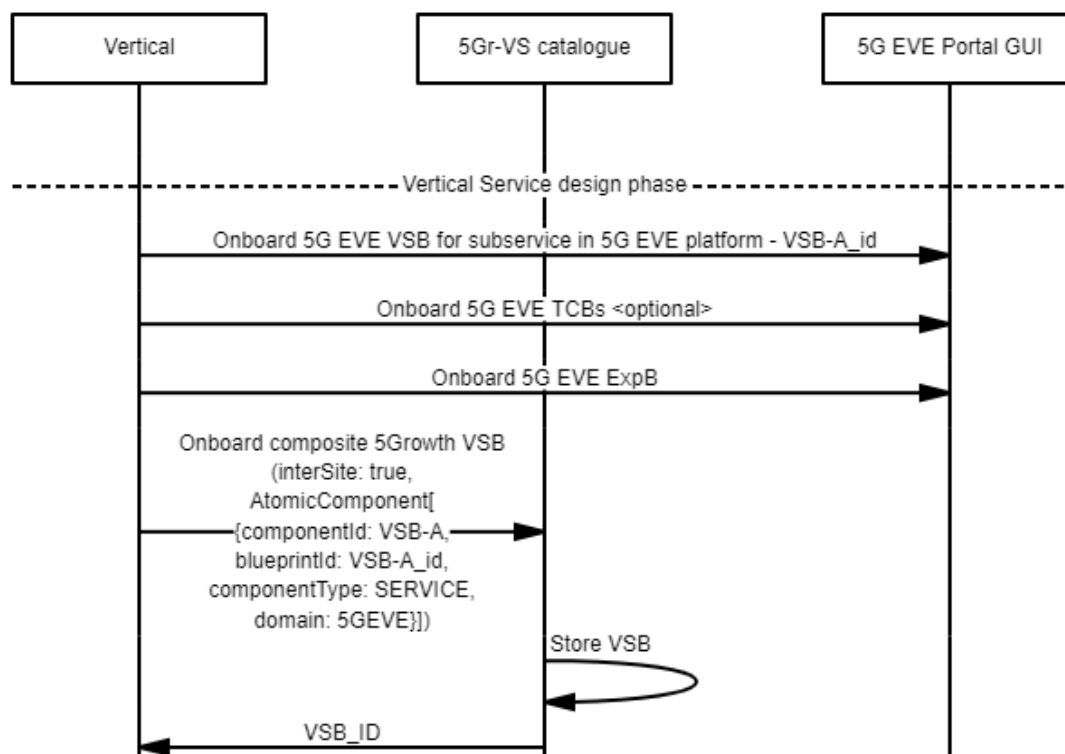 Vertical
5Gr-VS catalogue
5G EVE Portal GUI
Vertical Service design phase
Onboard 5G EVE VSB for subservice in 5G EVE platform - VSB-A_id
Onboard 5G EVE TCBs <optional>
Onboard 5G EVE ExpB
Onboard composite 5Growth VSB
(interSite: true,
AtomicComponent[
{componentId: VSB-A,
blueprintId: VSB-A_id,
componentType: SERVICE,
domain: 5GEVE}])
Store VSB
VSB_ID